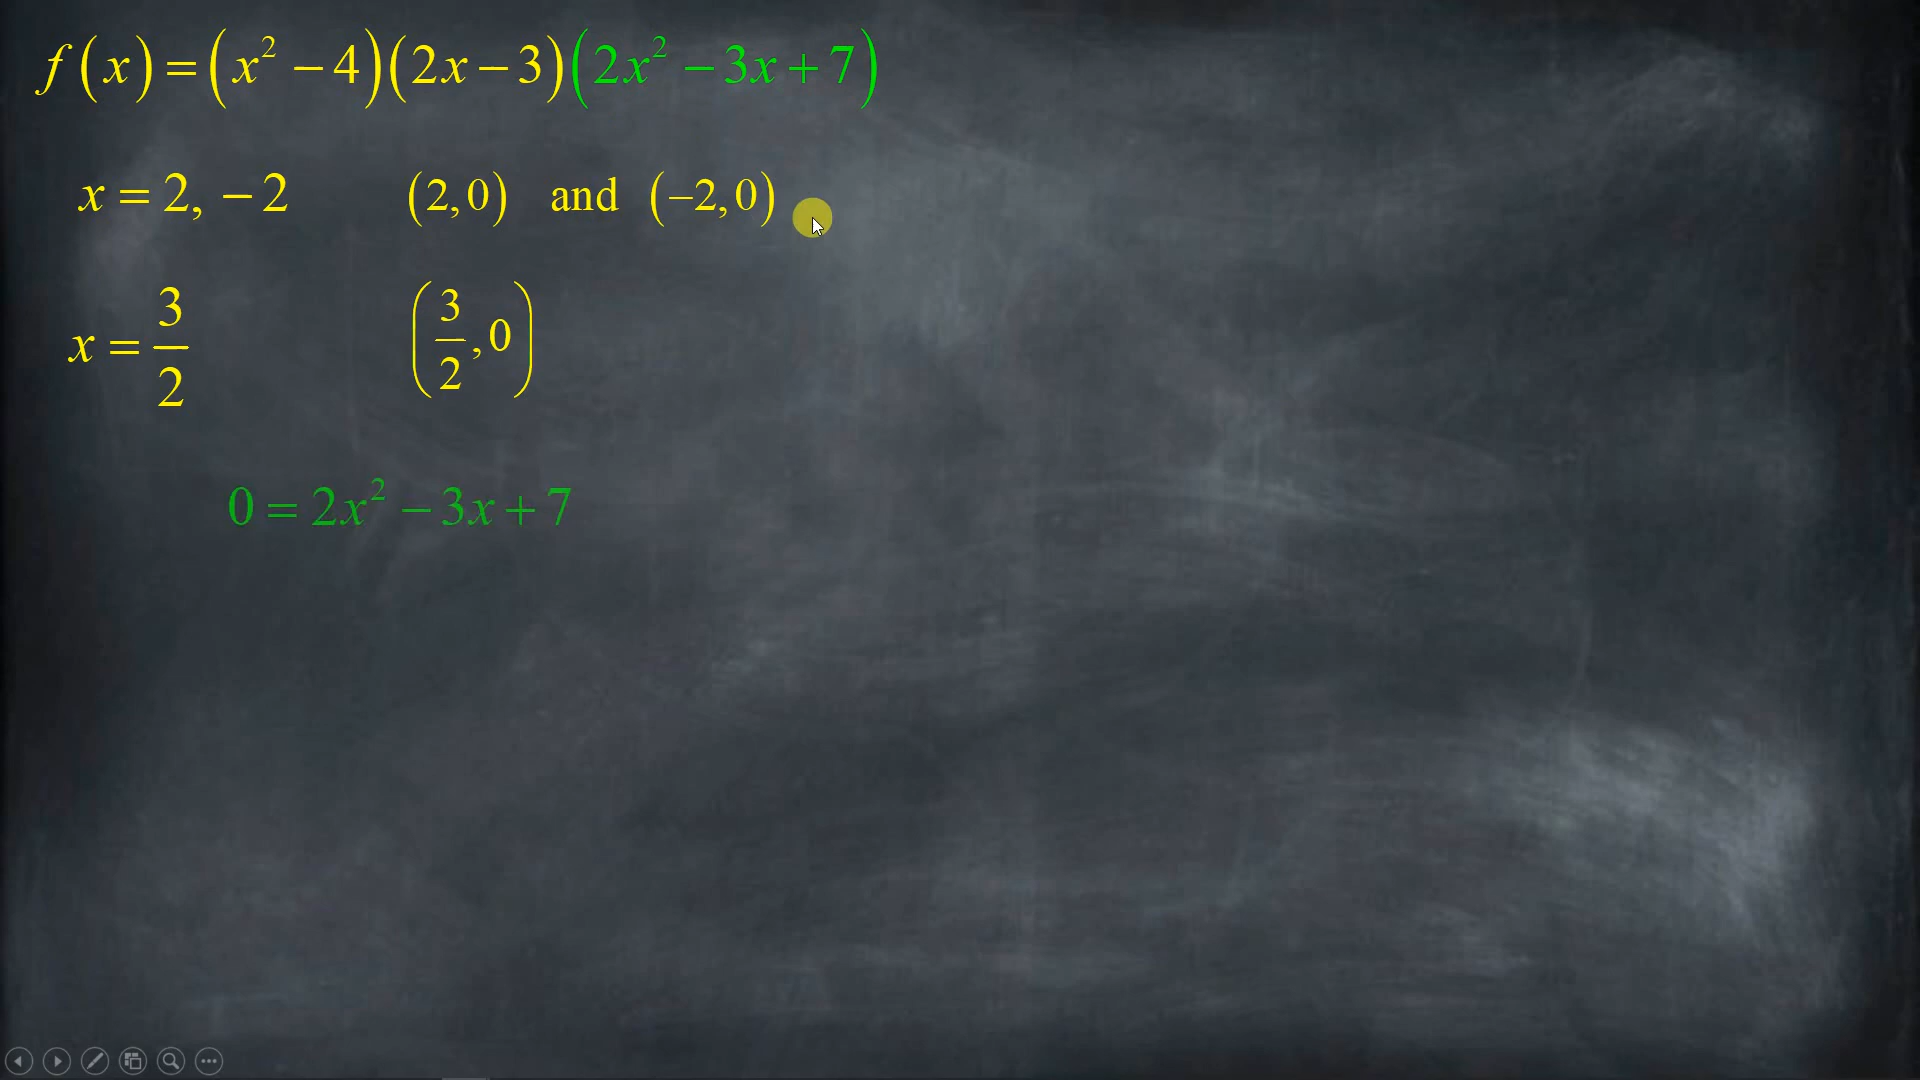 f(x) = (x² − 4)(2x − 3)(2x² − 3x + 7)
x = 2, −2 (2, 0) and (−2, 0)
x = 3/2 (3/2, 0)
0 = 2x² − 3x + 7